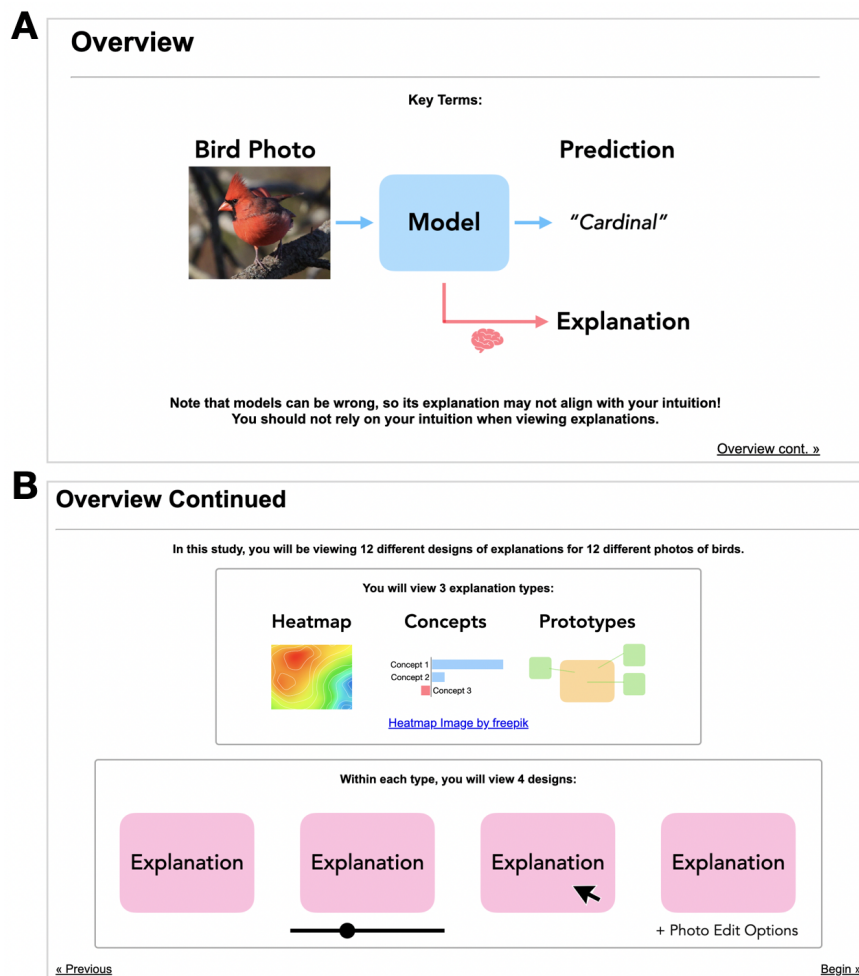 A
Overview
Key Terms:
Bird Photo
Prediction
Model
“Cardinal”
Explanation
Note that models can be wrong, so its explanation may not align with your intuition!
You should not rely on your intuition when viewing explanations.
Overview cont. »
B
Overview Continued
In this study, you will be viewing 12 different designs of explanations for 12 different photos of birds.
You will view 3 explanation types:
Heatmap
Concepts
Prototypes
Concept 1
Concept 2
Concept 3
Heatmap Image by freepik
Within each type, you will view 4 designs:
Explanation
Explanation
Explanation
Explanation
+ Photo Edit Options
« Previous
Begin »